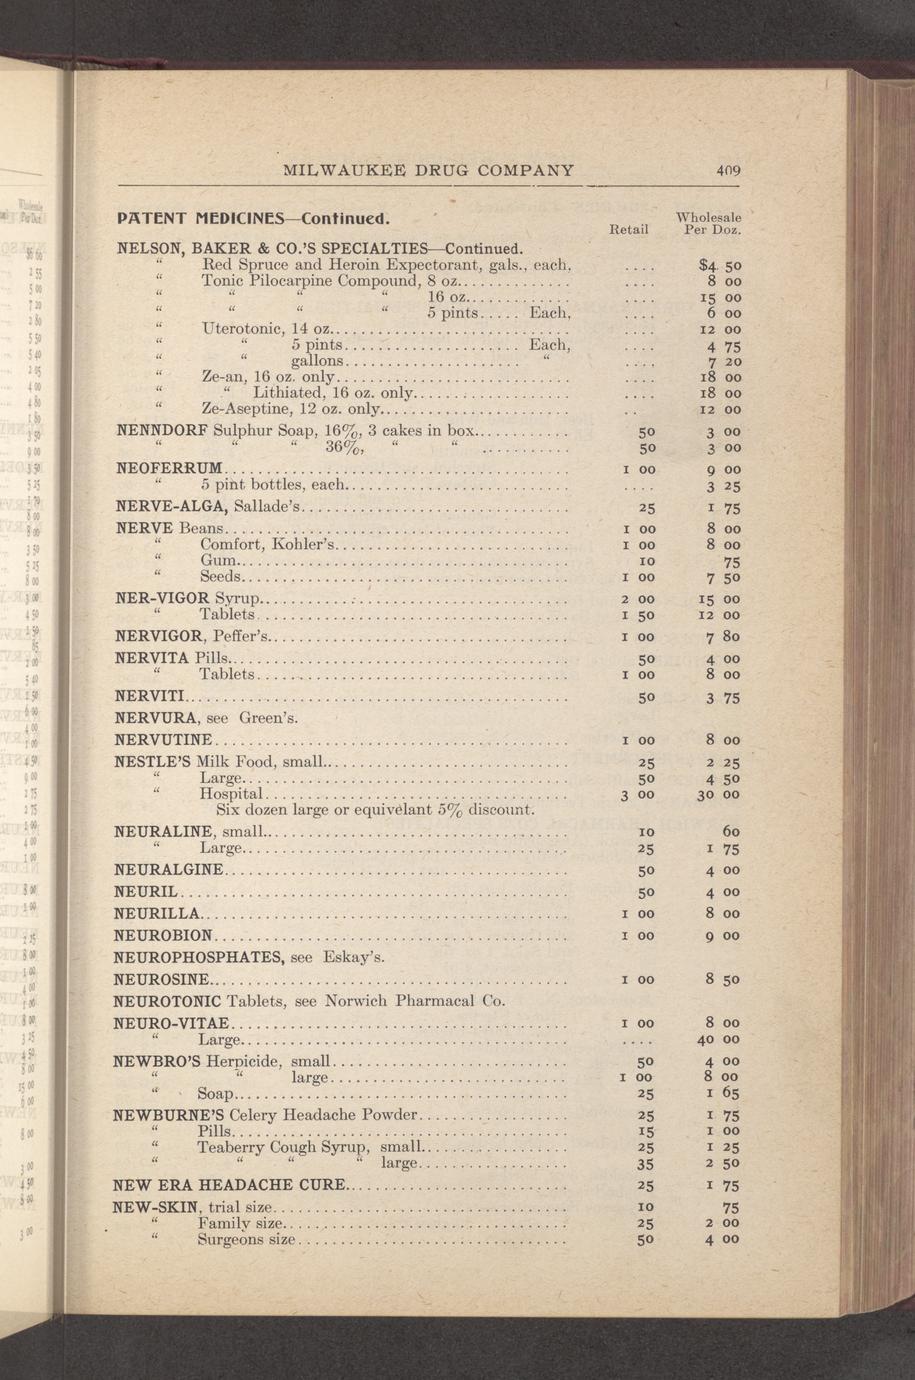 MILWAUKEE DRUG COMPANY 409
PATENT MEDICINES—Continued.
Retail Wholesale Per Doz.
NELSON, BAKER & CO.'S SPECIALTIES—Continued.
“ Red Spruce and Heroin Expectorant, gals., each, .... $4 50
“ Tonic Pilocarpine Compound, 8 oz.............. .... 8 00
“ “ “ “ 16 oz............. .... 15 00
“ “ “ “ 5 pints..... Each, .... 6 00
“ Uterotonic, 14 oz............................. .... 12 00
“ “ 5 pints.................... Each, .... 4 75
“ “ gallons.................... “ .... 7 20
“ Ze-an, 16 oz. only............................ .... 18 00
“ “ Lithiated, 16 oz. only................... .... 18 00
“ Ze-Aseptine, 12 oz. only....................... .. 12 00
NENNDORF Sulphur Soap, 16%, 3 cakes in box............ 50 3 00
“ “ “ 36%, “ “ ........... 50 3 00
NEOFERRUM.......................................... 1 00 9 00
“ 5 pint bottles, each........................... .... 3 25
NERVE-ALGA, Sallade's................................ 25 1 75
NERVE Beans.......................................... 1 00 8 00
“ Comfort, Kohler's............................ 1 00 8 00
“ Gum........................................ 10 75
“ Seeds........................................ 1 00 7 50
NER-VIGOR Syrup...................................... 2 00 15 00
“ Tablets...................................... 1 50 12 00
NERVIGOR, Peffer's.................................... 1 00 7 80
NERVITA Pills......................................... 50 4 00
“ Tablets...................................... 1 00 8 00
NERVITI.............................................. 50 3 75
NERVURA, see Green's.
NERVUTINE........................................... 1 00 8 00
NESTLE'S Milk Food, small.............................. 25 2 25
“ Large........................................ 50 4 50
“ Hospital..................................... 3 00 30 00
Six dozen large or equivelant 5% discount.
NEURALINE, small..................................... 10 60
“ Large........................................ 25 1 75
NEURALGINE.......................................... 50 4 00
NEURIL............................................... 50 4 00
NEURILLA............................................. 1 00 8 00
NEUROBION........................................... 1 00 9 00
NEUROPHOSPHATES, see Eskay's.
NEUROSINE............................................ 1 00 8 50
NEUROTONIC Tablets, see Norwich Pharmacal Co.
NEURO-VITAE......................................... 1 00 8 00
“ Large........................................ .... 40 00
NEWBRO'S Herpicide, small............................. 50 4 00
“ “ large............................. 1 00 8 00
“ Soap......................................... 25 1 65
NEWBURNE'S Celery Headache Powder.................. 25 1 75
“ Pills......................................... 15 1 00
“ Teaberry Cough Syrup, small.................. 25 1 25
“ “ “ “ large.................. 35 2 50
NEW ERA HEADACHE CURE........................... 25 1 75
NEW-SKIN, trial size.................................... 10 75
“ Family size................................... 25 2 00
“ Surgeons size................................. 50 4 00